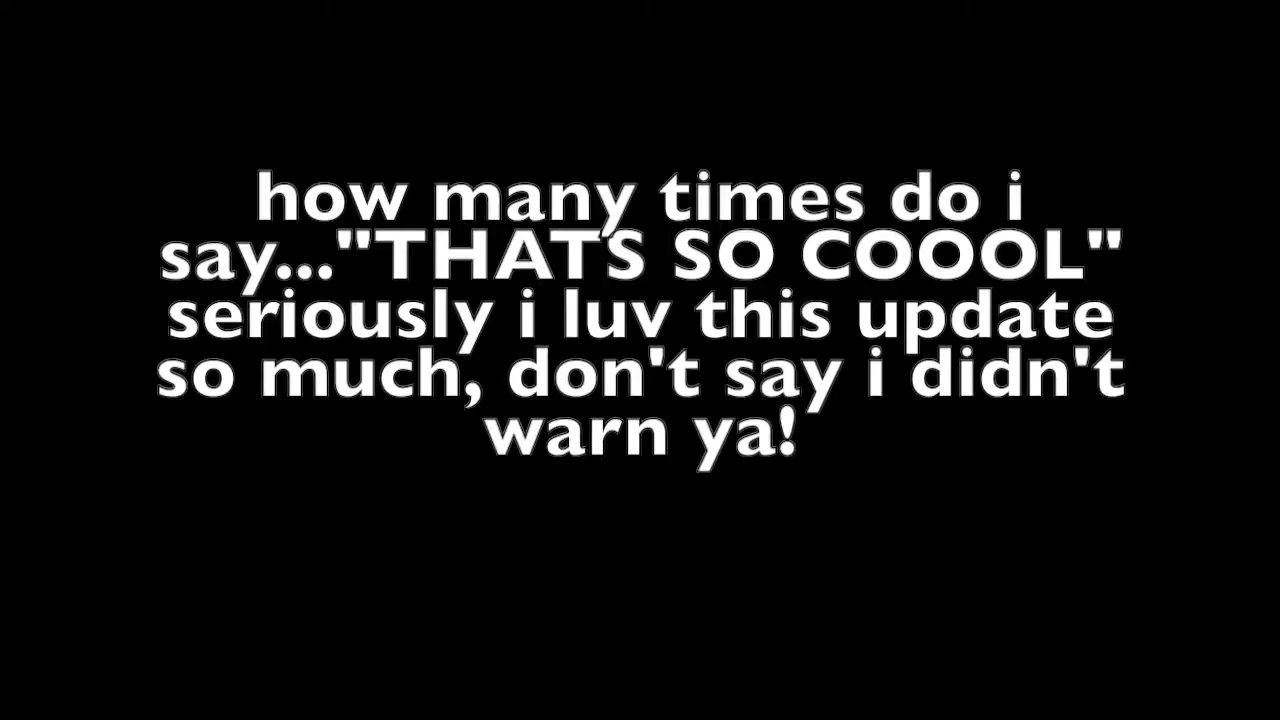 how many times do i
say..."THATS SO COOOL"
seriously i luv this update
so much, don't say i didn't
warn ya!